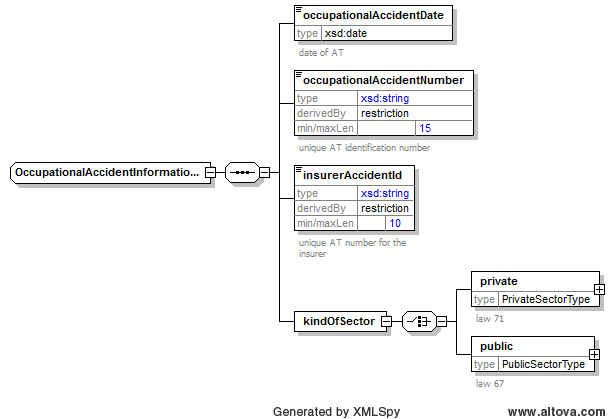 occupationalAccidentDate
type xsd:date
date of AT
occupationalAccidentNumber
type xsd:string
derivedBy restriction
min/maxLen 15
unique AT identification number
OccupationalAccidentInformatio...
insurerAccidentId
type xsd:string
derivedBy restriction
min/maxLen 10
unique AT number for the
insurer
private
type PrivateSectorType
law 71
kindOfSector
public
type PublicSectorType
law 67
Generated by XMLSpy
www.altova.com